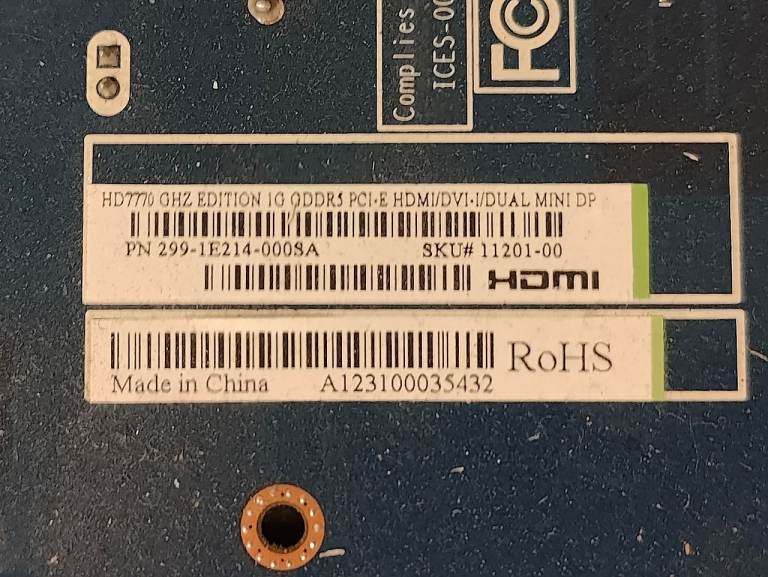 Complies
ICES-00
FC
HD7770 GHZ EDITION 1G GDDR5 PCI-E HDMI/DVI-I/DUAL MINI DP
PN 299-1E214-000SA SKU# 11201-00
HDMI
RoHS
Made in China A123100035432